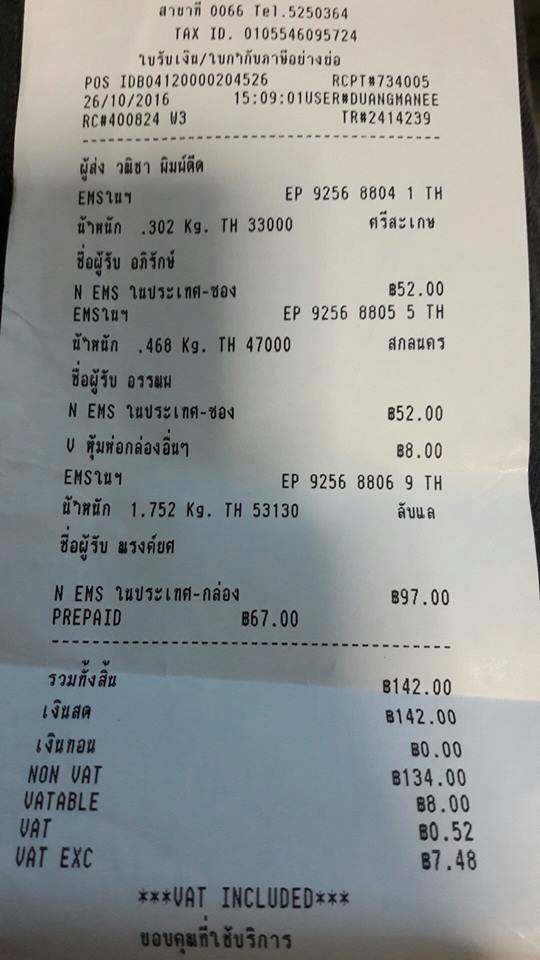 สาขาที่ 0066 Tel.5250364
TAX ID. 0105546095724
ใบรับเงิน/ใบกำกับภาษีอย่างย่อ
POS IDB04120000204526 RCPT#734005
26/10/2016 15:09:01USER#DUANGMANEE
RC#400824 W3 TR#2414239
ผู้ส่ง วณิชา พิมพ์ดีด
EMSในฯ EP 9256 8804 1 TH
น้ำหนัก .302 Kg. TH 33000 ศรีสะเกษ
ชื่อผู้รับ อภิรักษ์
N EMS ในประเทศ-ซอง ฿52.00
EMSในฯ EP 9256 8805 5 TH
น้ำหนัก .468 Kg. TH 47000 สกลนคร
ชื่อผู้รับ อรรณพ
N EMS ในประเทศ-ซอง ฿52.00
V หุ้มห่อกล่องอื่นๆ ฿8.00
EMSในฯ EP 9256 8806 9 TH
น้ำหนัก 1.752 Kg. TH 53130 ลับแล
ชื่อผู้รับ ณรงค์ยศ
N EMS ในประเทศ-กล่อง ฿97.00
PREPAID ฿67.00
รวมทั้งสิ้น ฿142.00
เงินสด ฿142.00
เงินทอน ฿0.00
NON VAT ฿134.00
VATABLE ฿8.00
VAT ฿0.52
VAT EXC ฿7.48
***VAT INCLUDED***
ขอบคุณที่ใช้บริการ